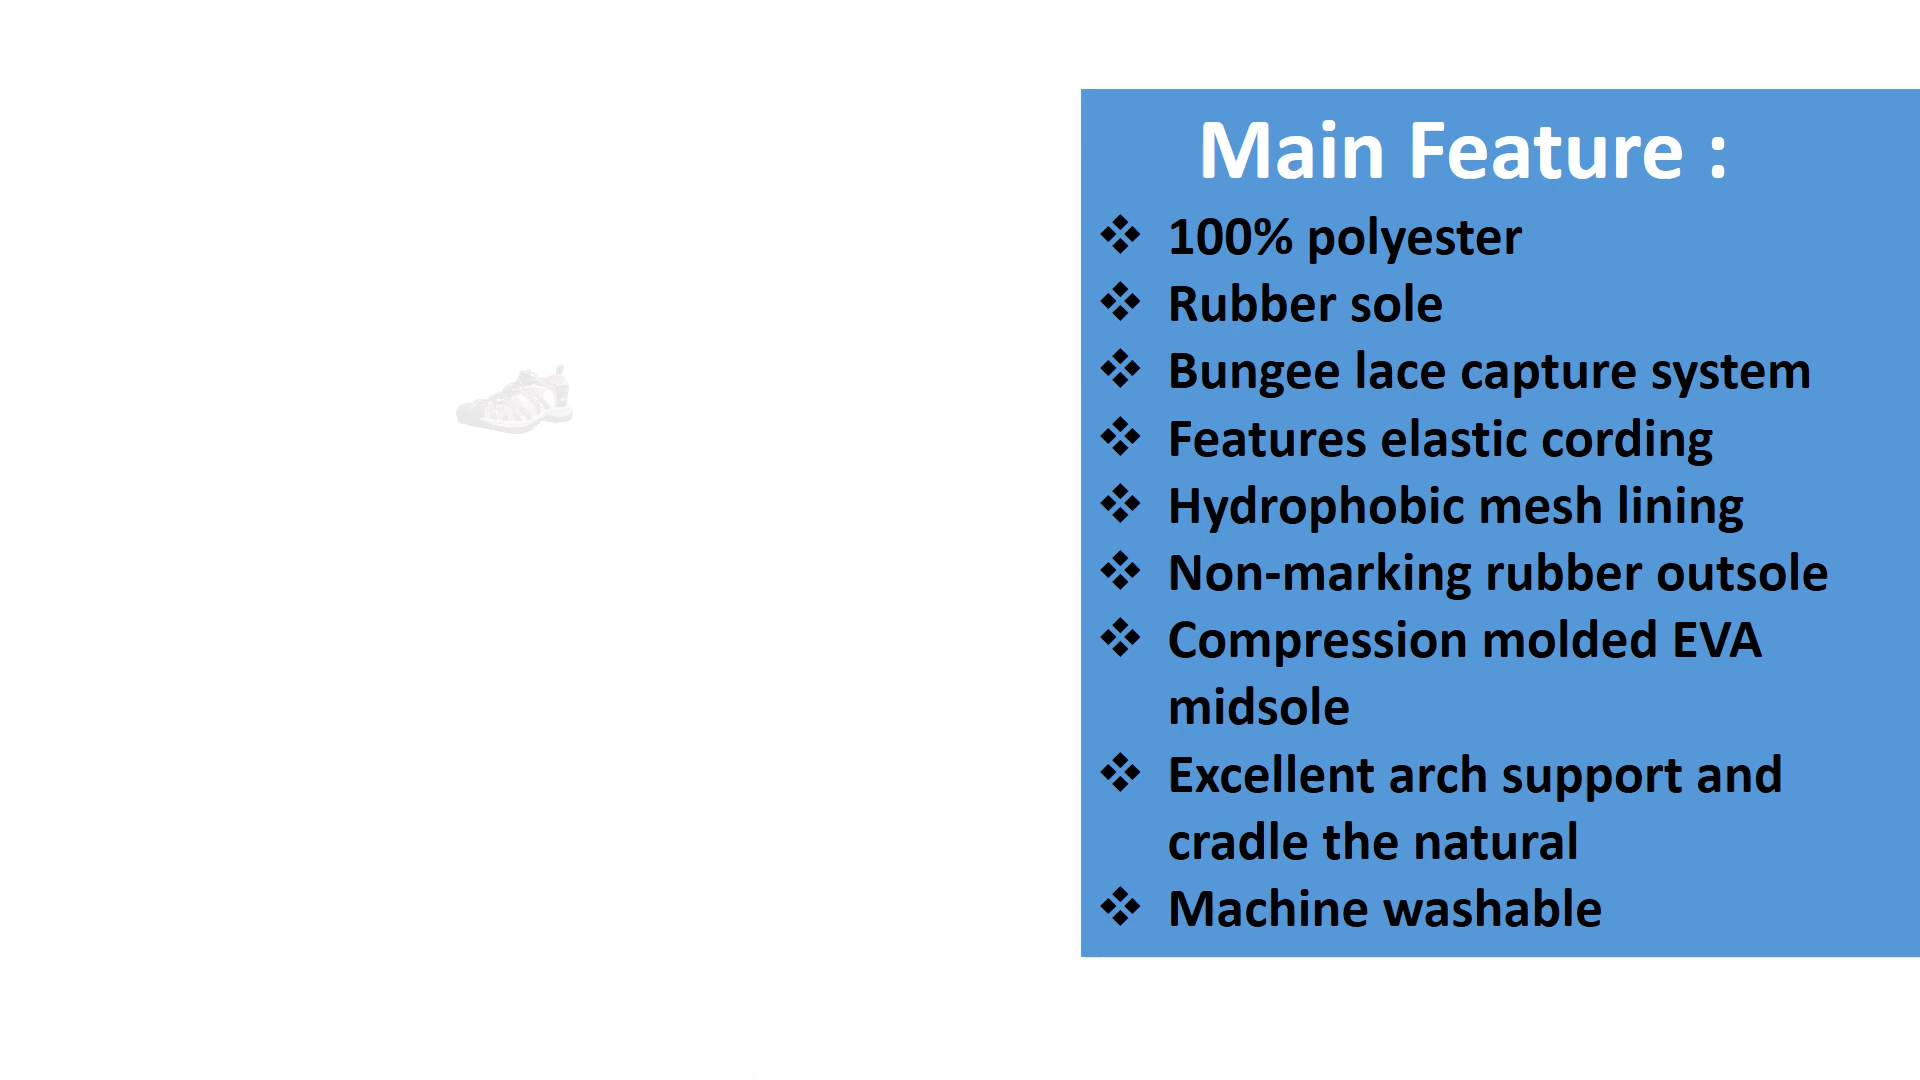 Main Feature :
❖ 100% polyester
❖ Rubber sole
❖ Bungee lace capture system
❖ Features elastic cording
❖ Hydrophobic mesh lining
❖ Non-marking rubber outsole
❖ Compression molded EVA
midsole
❖ Excellent arch support and
cradle the natural
❖ Machine washable